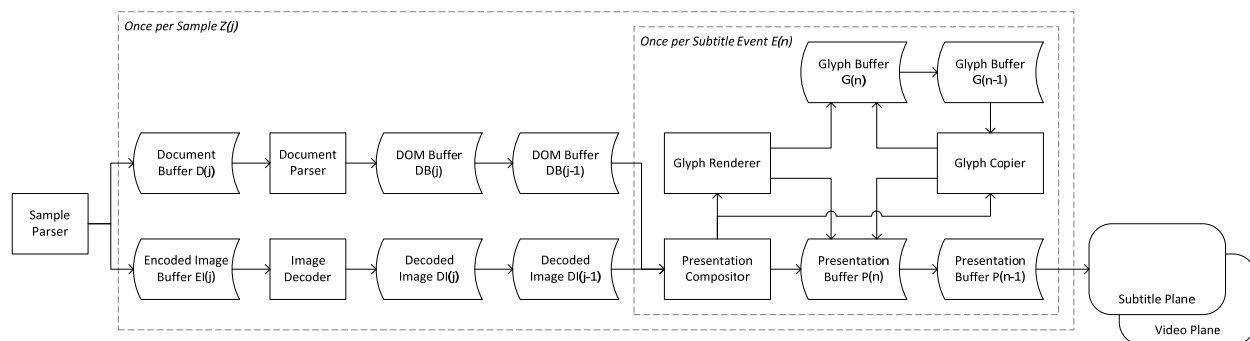 Once per Sample Z(j)
Once per Subtitle Event E(n)
Glyph Buffer
G(n)
Glyph Buffer
G(n-1)
Document
Buffer D(j)
Document
Parser
DOM Buffer
DB(j)
DOM Buffer
DB(j-1)
Glyph Renderer
Glyph Copier
Sample
Parser
Encoded Image
Buffer EI(j)
Image
Decoder
Decoded
Image DI(j)
Decoded
Image DI(j-1)
Presentation
Compositor
Presentation
Buffer P(n)
Presentation
Buffer P(n-1)
Subtitle Plane
Video Plane